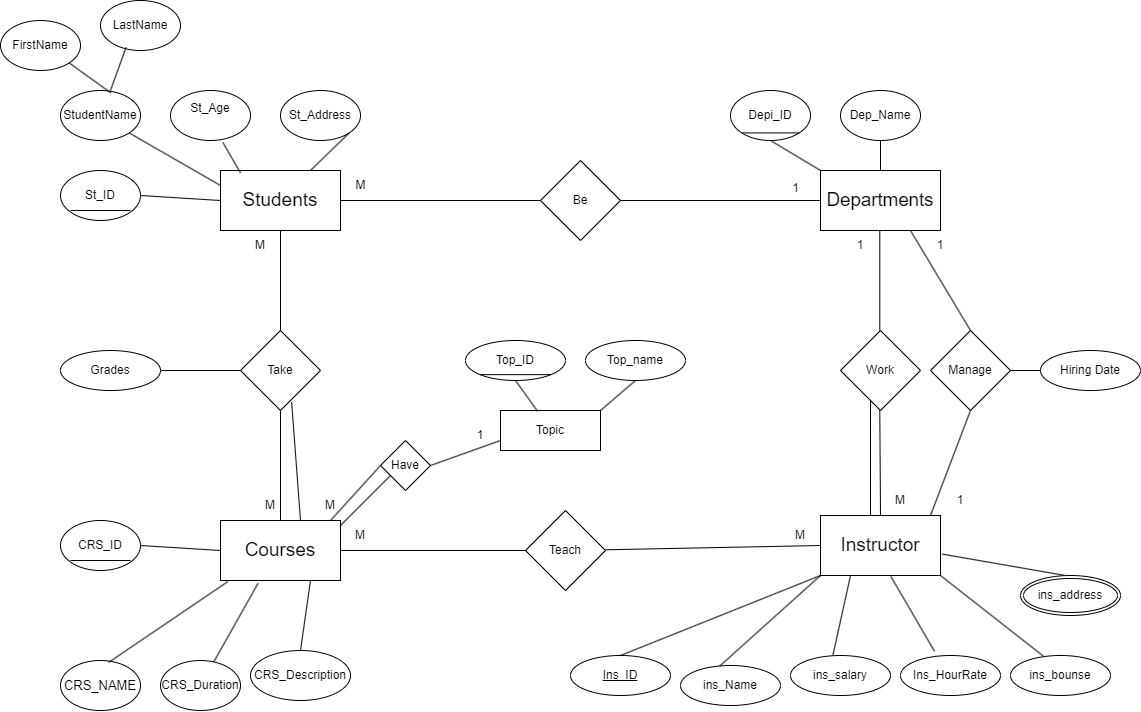 LastName
FirstName
StudentName
St_Age
St_Address
Depi_ID
Dep_Name
St_ID
Students
M
Be
1
Departments
M
1
1
Grades
Take
Top_ID
Top_name
Work
Manage
Hiring Date
Topic
1
Have
M
M
M
M
M
1
CRS_ID
Courses
Teach
Instructor
ins_address
CRS_NAME
CRS_Duration
CRS_Description
Ins_ID
ins_Name
ins_salary
Ins_HourRate
ins_bounse